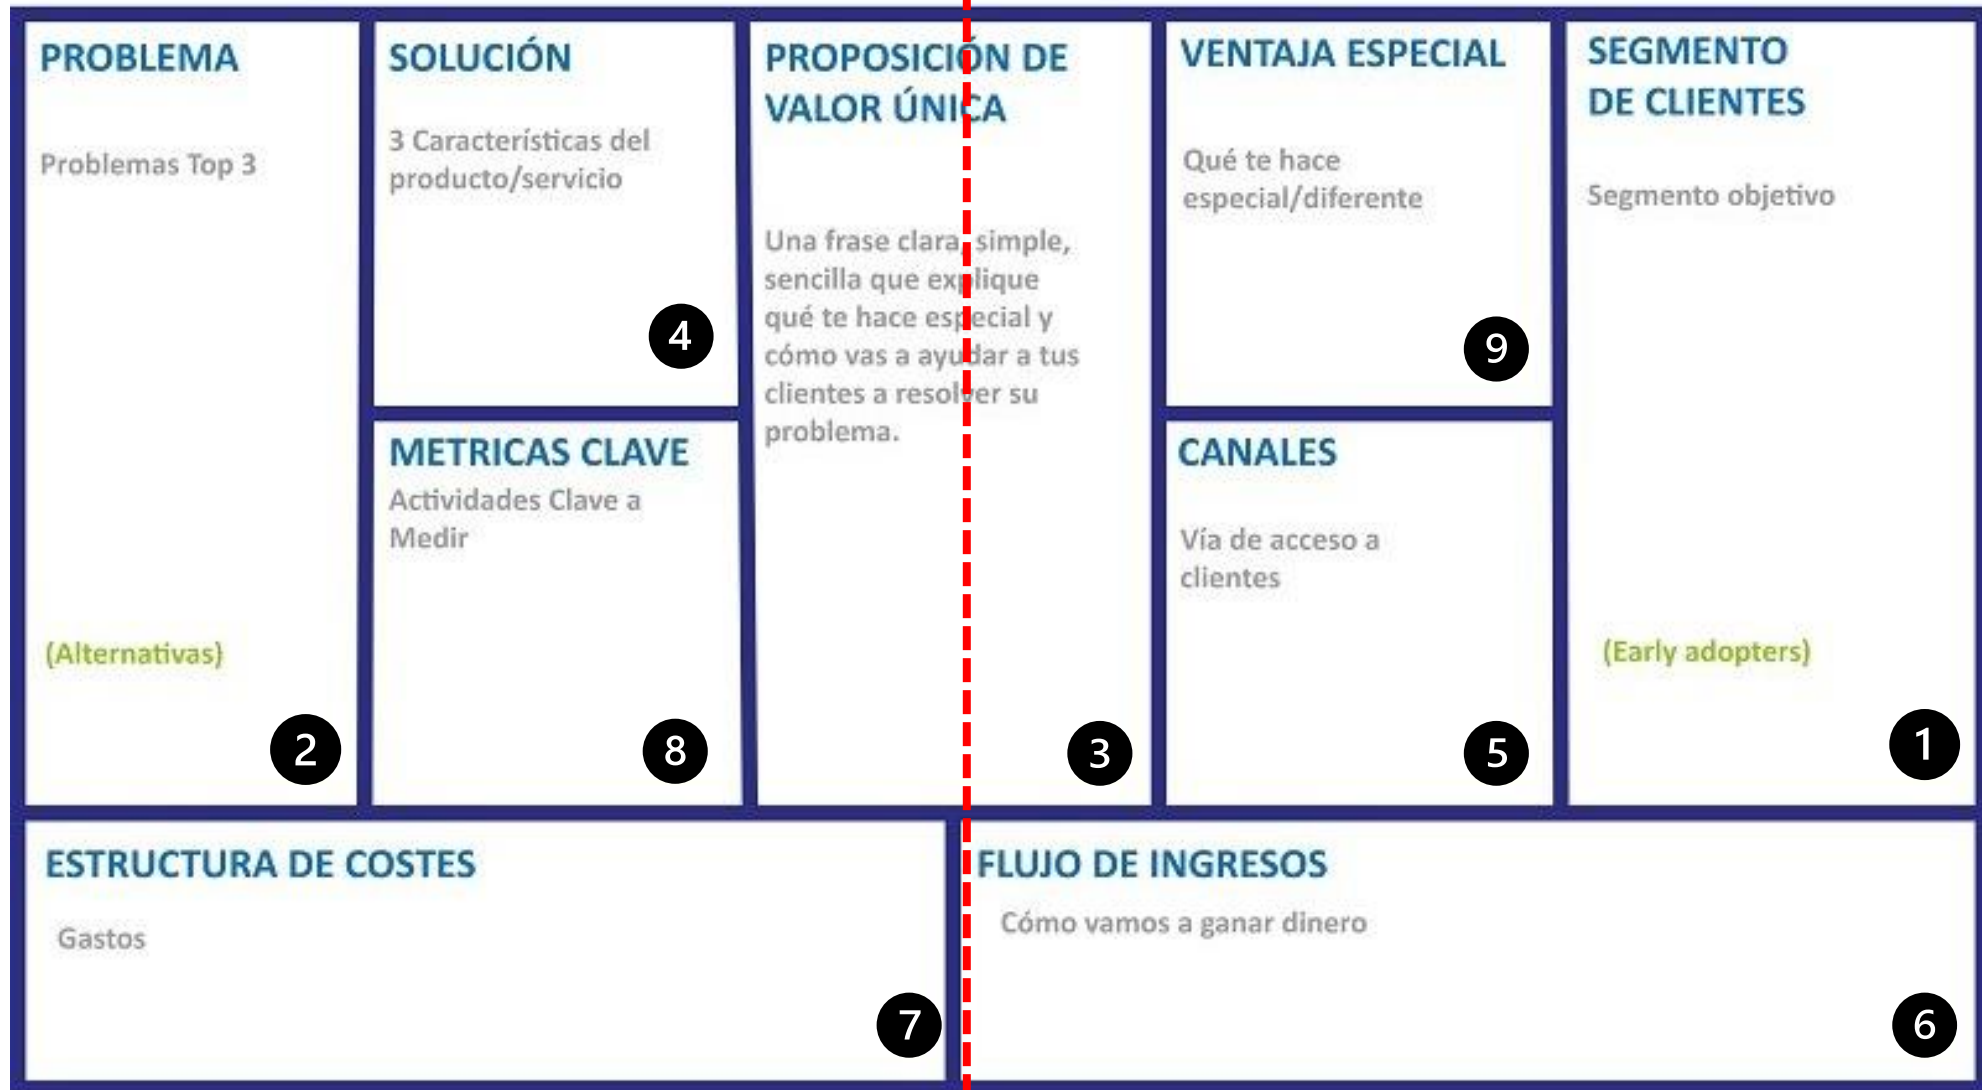 PROBLEMA
Problemas Top 3
(Alternativas)
2
SOLUCIÓN
3 Características del
producto/servicio
4
METRICAS CLAVE
Actividades Clave a
Medir
8
PROPOSICIÓN DE
VALOR ÚNICA
Una frase clara, simple,
sencilla que explique
qué te hace especial y
cómo vas a ayudar a tus
clientes a resolver su
problema.
3
VENTAJA ESPECIAL
Qué te hace
especial/diferente
9
CANALES
Vía de acceso a
clientes
5
SEGMENTO
DE CLIENTES
Segmento objetivo
(Early adopters)
1
ESTRUCTURA DE COSTES
Gastos
7
FLUJO DE INGRESOS
Cómo vamos a ganar dinero
6